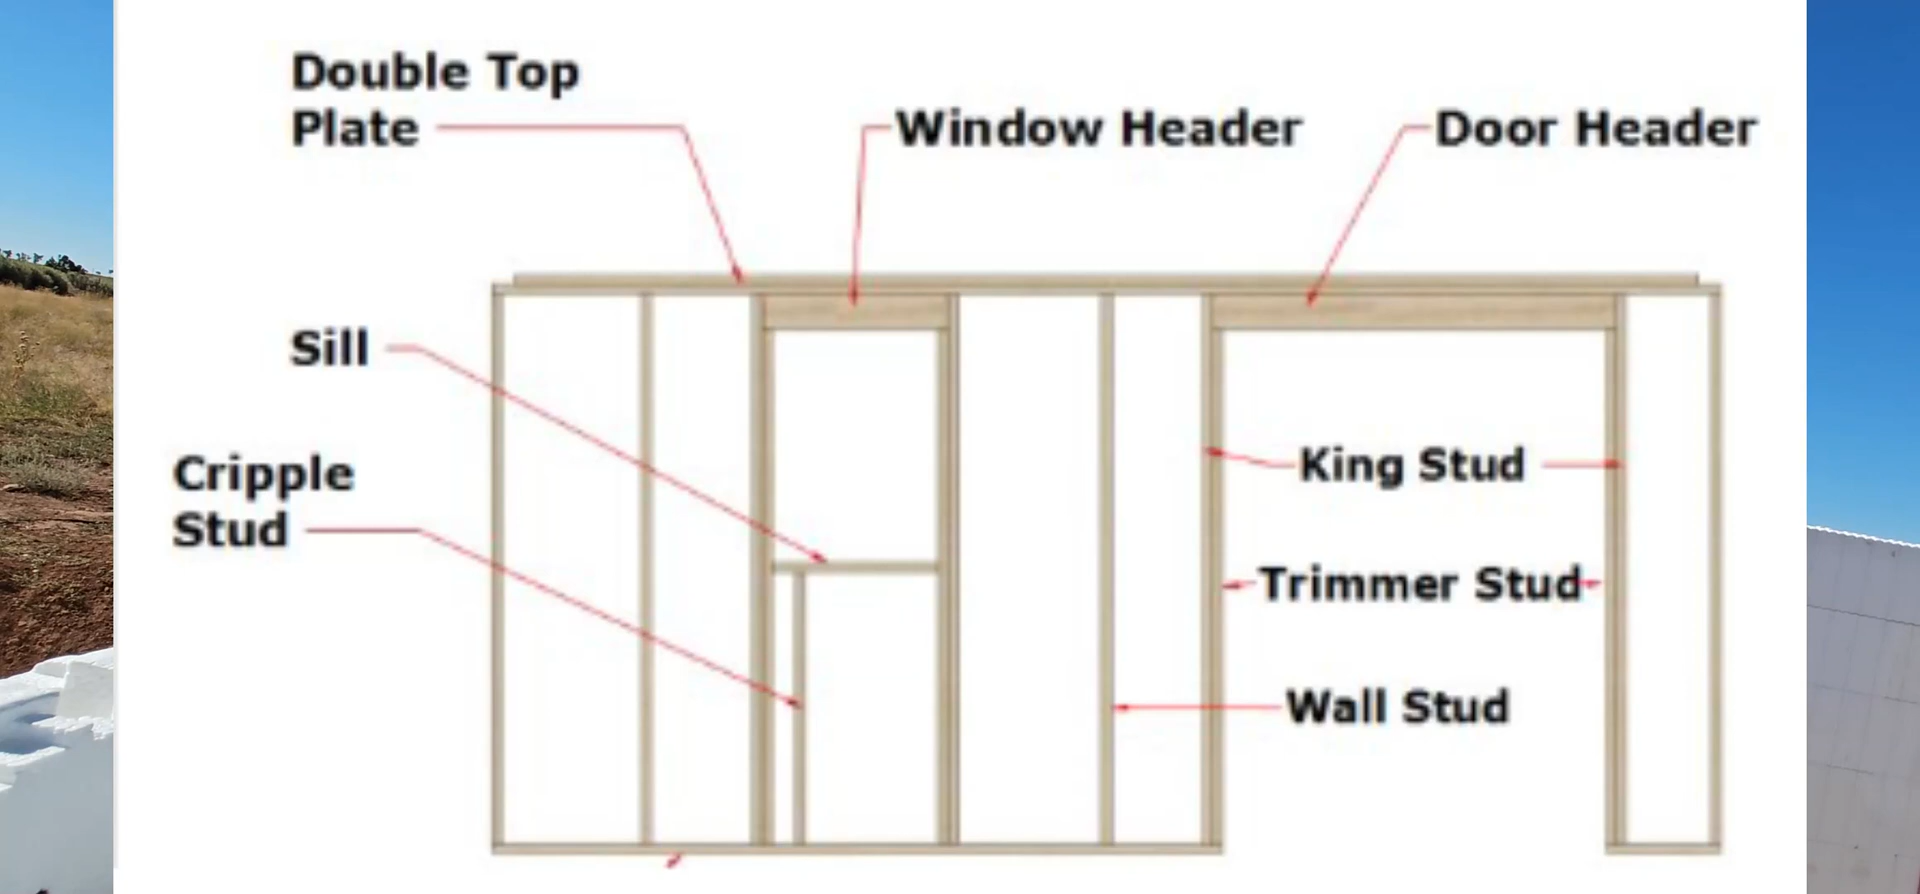 Double Top
Plate
Window Header
Door Header
Sill
Cripple
Stud
King Stud
Trimmer Stud
Wall Stud